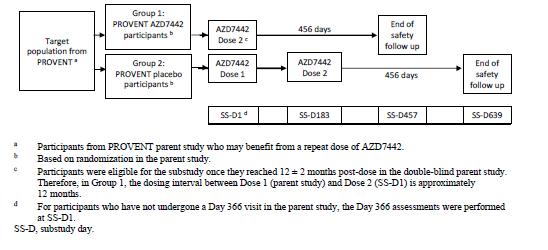 Target
population from
PROVENT a
Group 1:
PROVENT AZD7442
participants b
AZD7442
Dose 2 c
456 days
End of
safety
follow up
Group 2:
PROVENT placebo
participants b
AZD7442
Dose 1
AZD7442
Dose 2
456 days
End of
safety
follow up
SS-D1 d SS-D183 SS-D457 SS-D639
a Participants from PROVENT parent study who may benefit from a repeat dose of AZD7442.
b Based on randomization in the parent study.
c Participants were eligible for the substudy once they reached 12 ± 2 months post-dose in the double-blind parent study.
Therefore, in Group 1, the dosing interval between Dose 1 (parent study) and Dose 2 (SS-D1) is approximately
12 months.
d For participants who have not undergone a Day 366 visit in the parent study, the Day 366 assessments were performed
at SS-D1.
SS-D, substudy day.